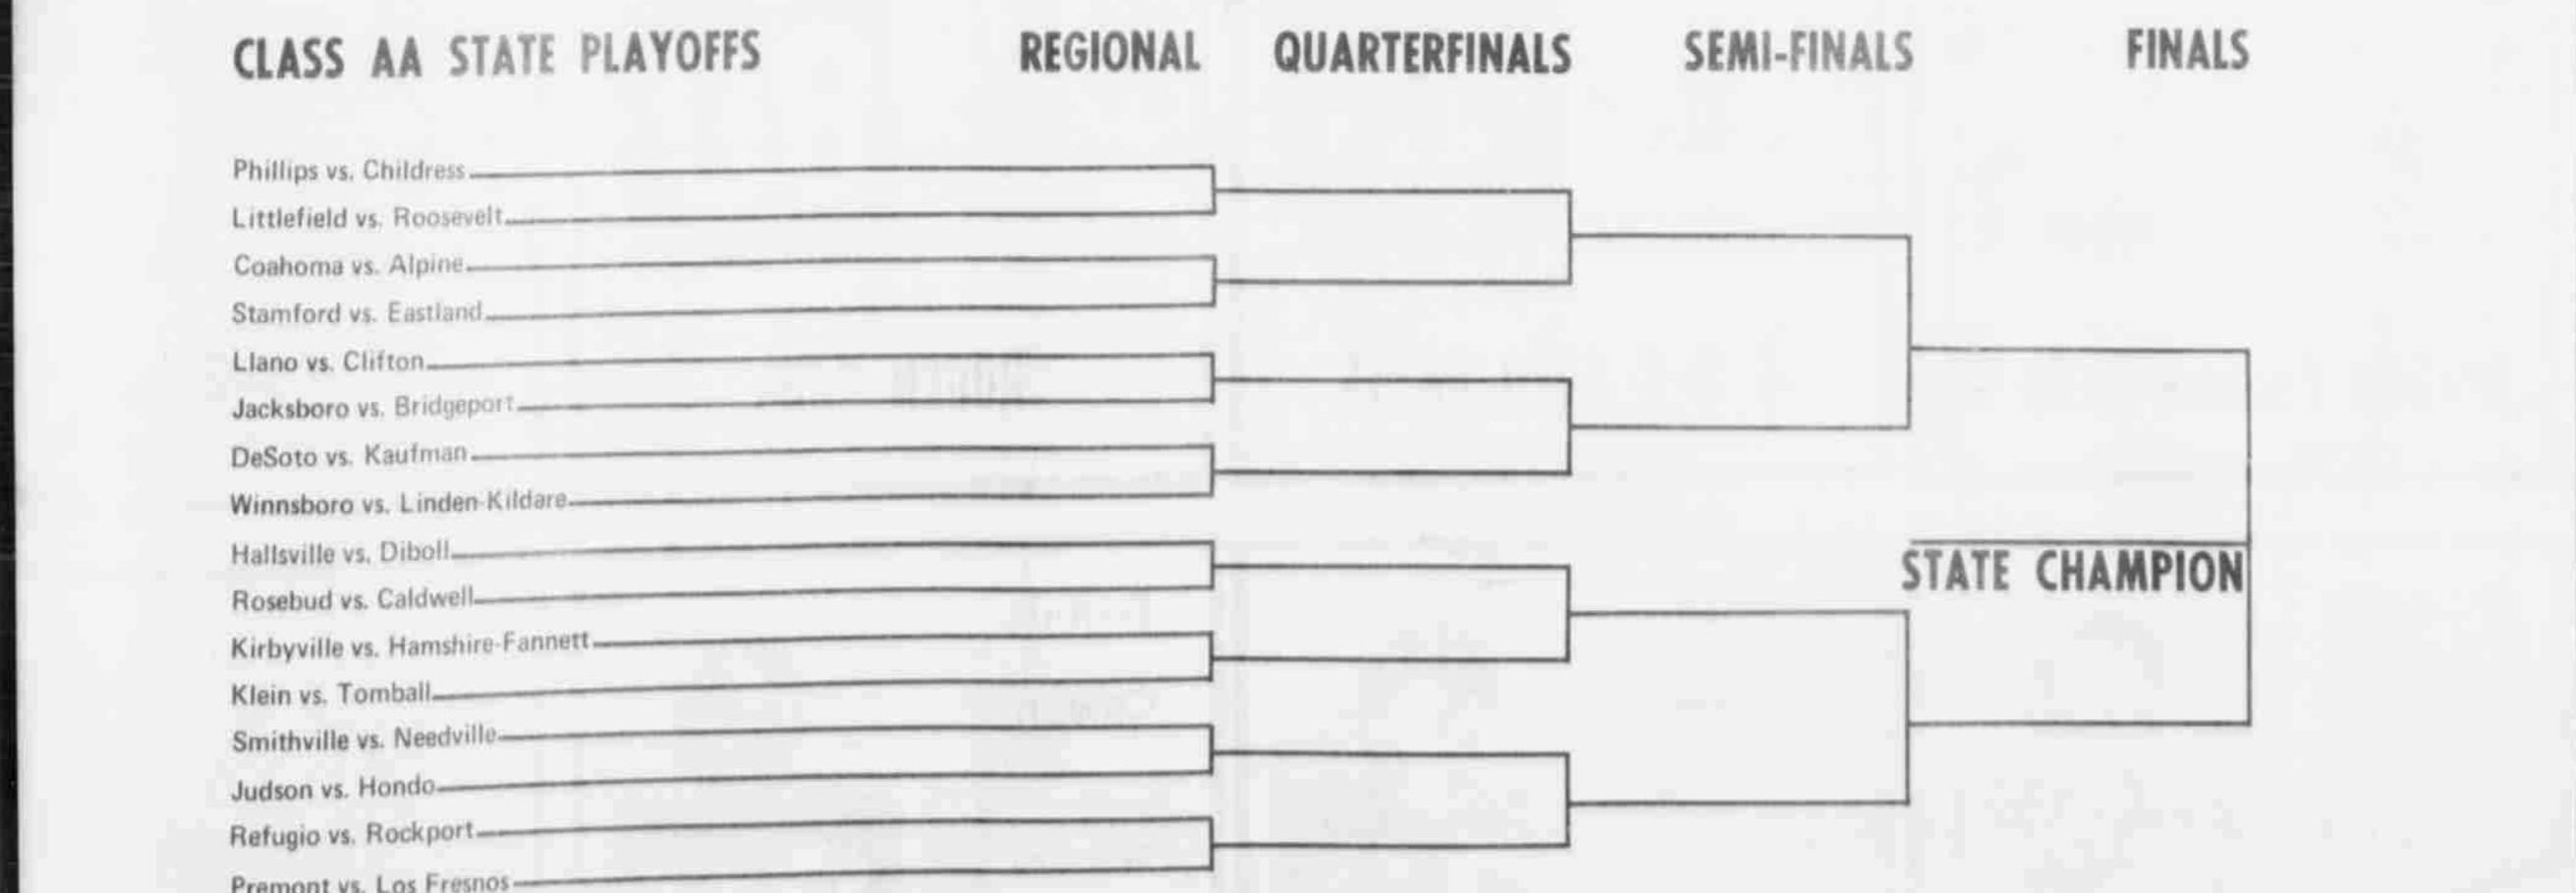 CLASS AA STATE PLAYOFFS REGIONAL QUARTERFINALS SEMI-FINALS FINALS
Phillips vs. Childress
Littlefield vs. Roosevelt
Coahoma vs. Alpine
Stamford vs. Eastland
Llano vs. Clifton
Jacksboro vs. Bridgeport
DeSoto vs. Kaufman
Winnsboro vs. Linden-Kildare
Hallsville vs. Diboll
STATE CHAMPION
Rosebud vs. Caldwell
Kirbyville vs. Hamshire-Fannett
Klein vs. Tomball
Smithville vs. Needville
Judson vs. Hondo
Refugio vs. Rockport
Premont vs. Los Fresnos